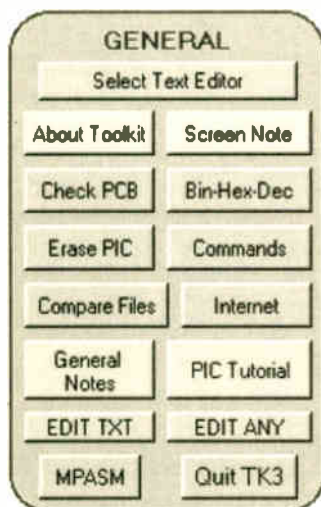 GENERAL
Select Text Editor
About Toolkit
Screen Note
Check PCB
Bin-Hex-Dec
Erase PIC
Commands
Compare Files
Internet
General
Notes
PIC Tutorial
EDIT TXT
EDIT ANY
MPASM
Quit TK3